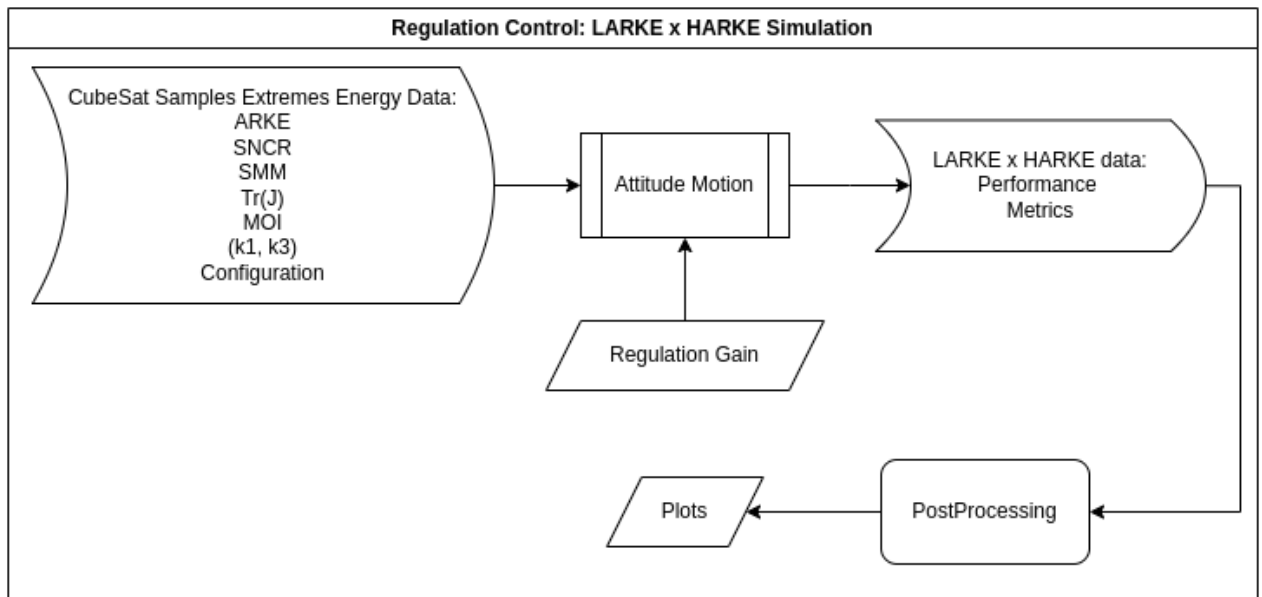 Regulation Control: LARKE x HARKE Simulation
CubeSat Samples Extremes Energy Data:
ARKE
SNCR
SMM
Tr(J)
MOI
(k1, k3)
Configuration
Attitude Motion
LARKE x HARKE data:
Performance
Metrics
Regulation Gain
Plots
PostProcessing